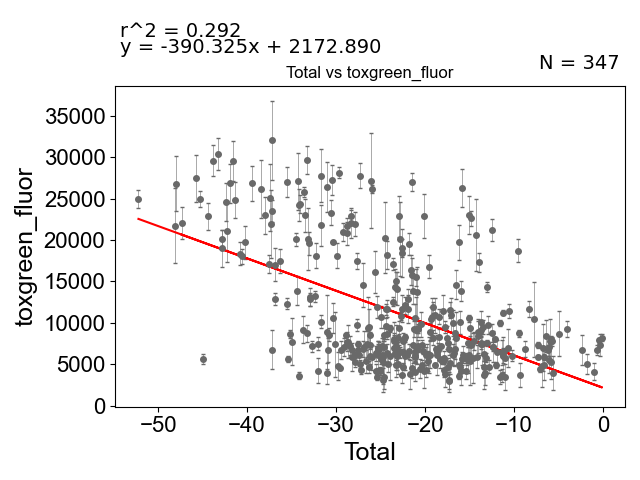 r^2 = 0.292
y = -390.325x + 2172.890
N = 347
Total vs toxgreen_fluor
toxgreen_fluor
35000
30000
25000
20000
15000
10000
5000
0
−50
−40
−30
−20
−10
0
Total